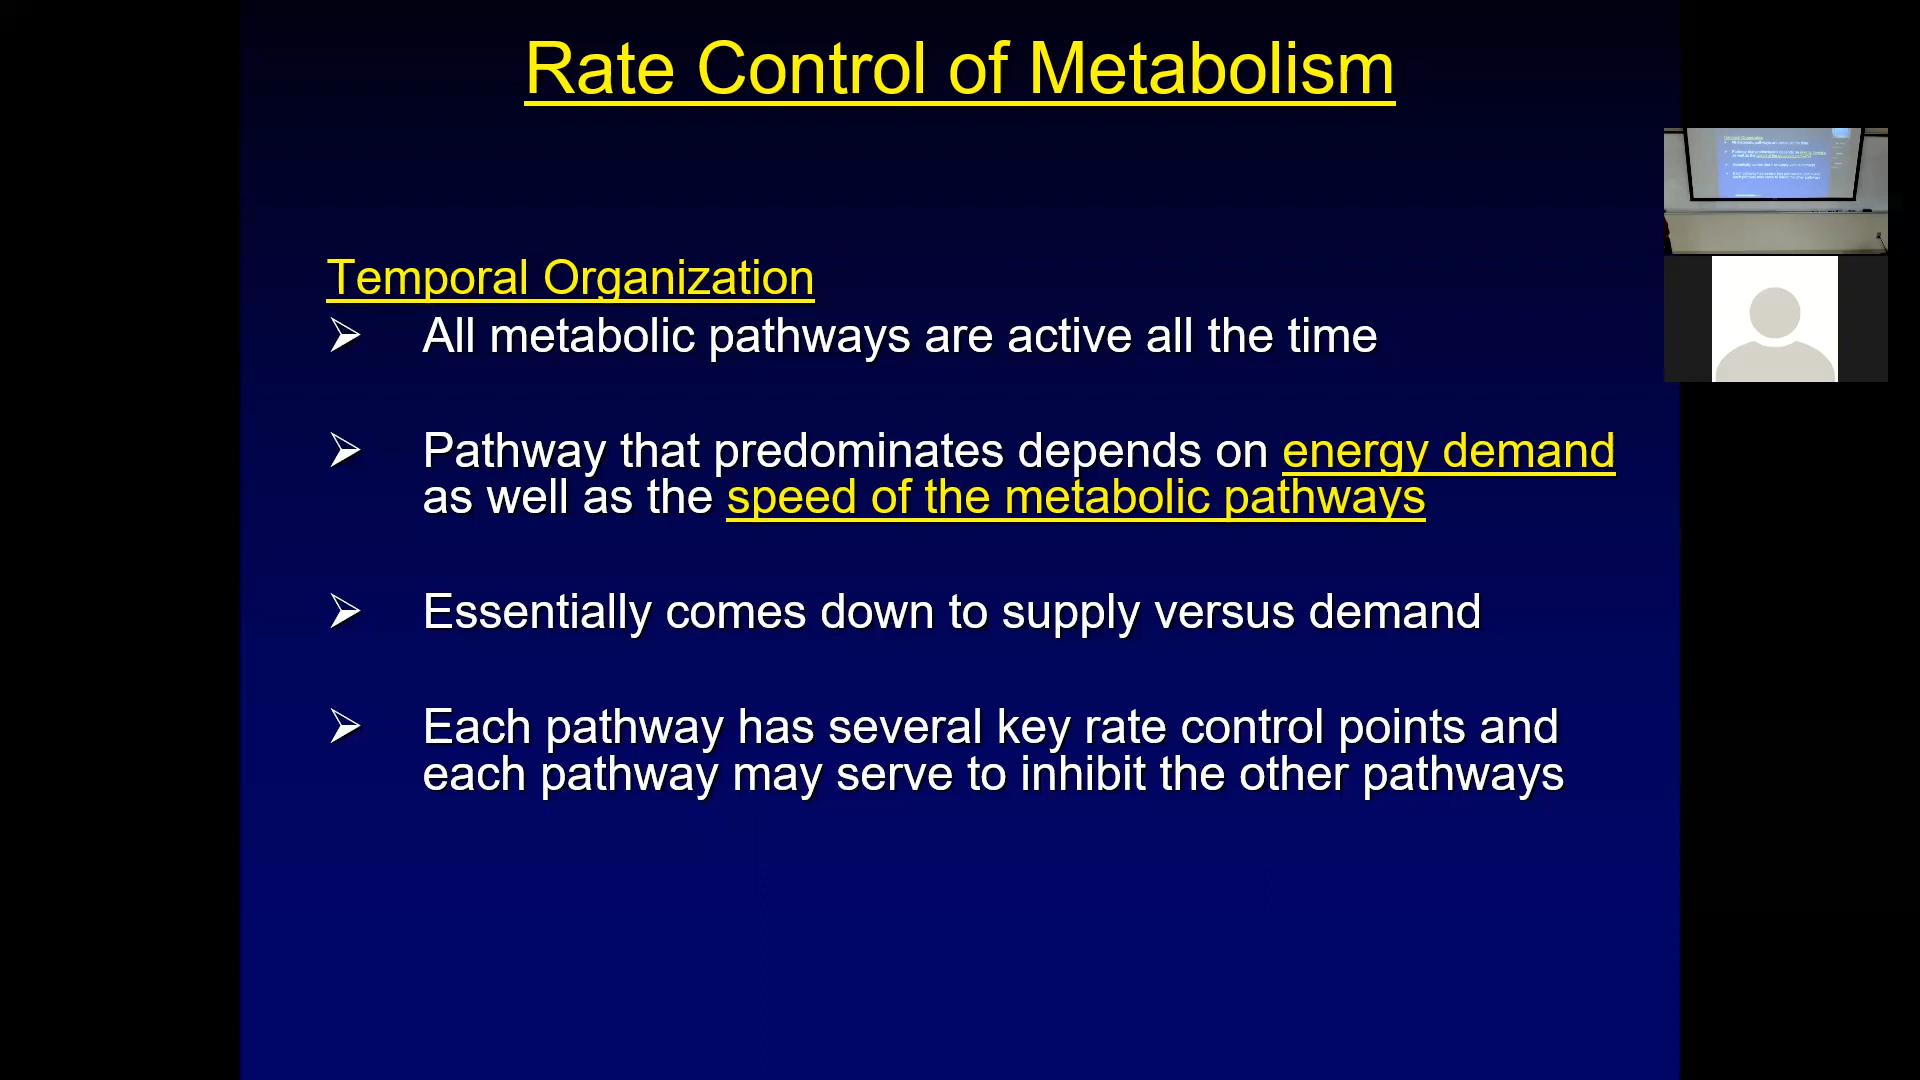 Rate Control of Metabolism
Temporal Organization
➢ All metabolic pathways are active all the time
➢ Pathway that predominates depends on energy demand
as well as the speed of the metabolic pathways
➢ Essentially comes down to supply versus demand
➢ Each pathway has several key rate control points and
each pathway may serve to inhibit the other pathways